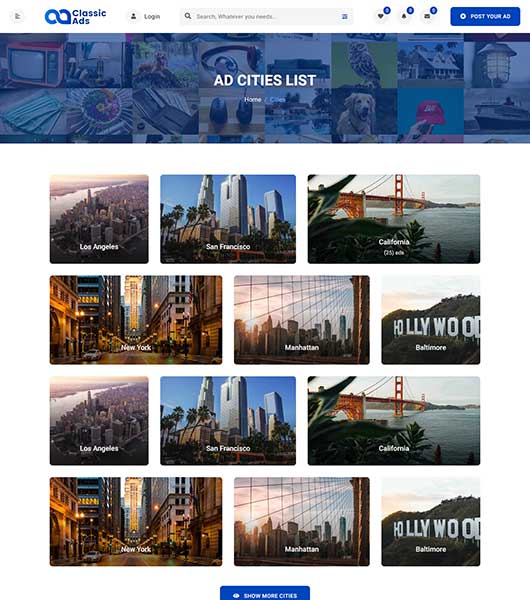 Classic
Ads
Login
Search, Whatever you needs...
0
0
0
POST YOUR AD
AD CITIES LIST
Home / Cities
Los Angeles
San Francisco
California
(25) ads
New York
Manhattan
HOLLYWOO
Baltimore
Los Angeles
San Francisco
California
New York
Manhattan
HOLLYWOO
Baltimore
SHOW MORE CITIES